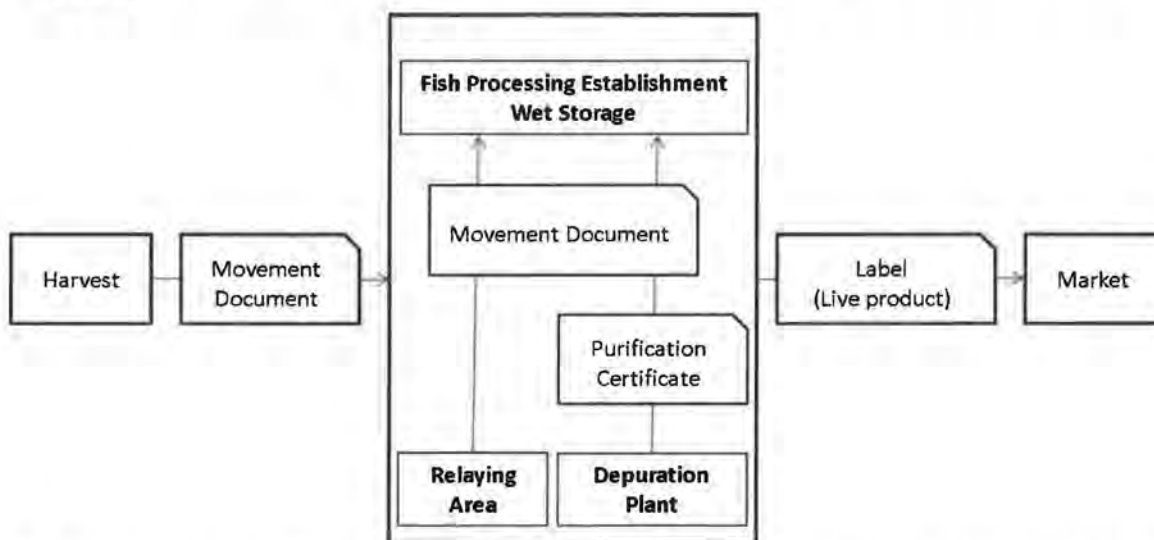 Fish Processing Establishment
Wet Storage
Movement Document
Harvest
Movement
Document
Label
(Live product)
Market
Purification
Certificate
Relaying
Area
Depuration
Plant